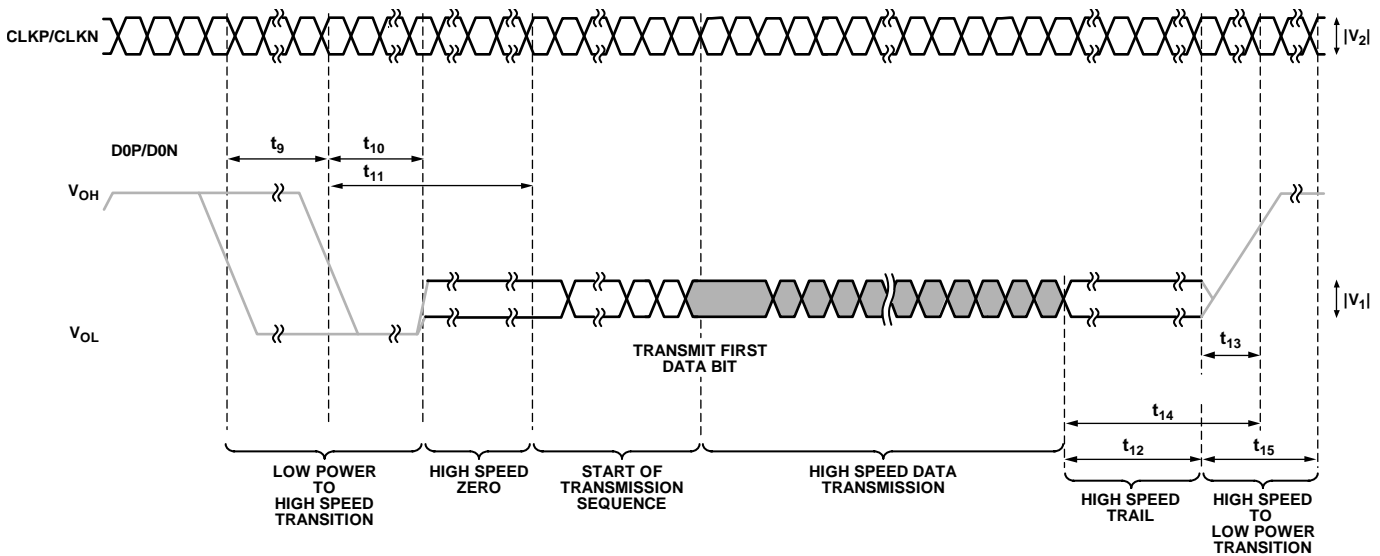 CLKP/CLKN
|V2|
D0P/D0N
t9
t10
t11
VOH
VOL
|V1|
TRANSMIT FIRST
DATA BIT
t13
t14
t12
t15
LOW POWER
TO
HIGH SPEED
TRANSITION
HIGH SPEED
ZERO
START OF
TRANSMISSION
SEQUENCE
HIGH SPEED DATA
TRANSMISSION
HIGH SPEED
TRAIL
HIGH SPEED
TO
LOW POWER
TRANSITION